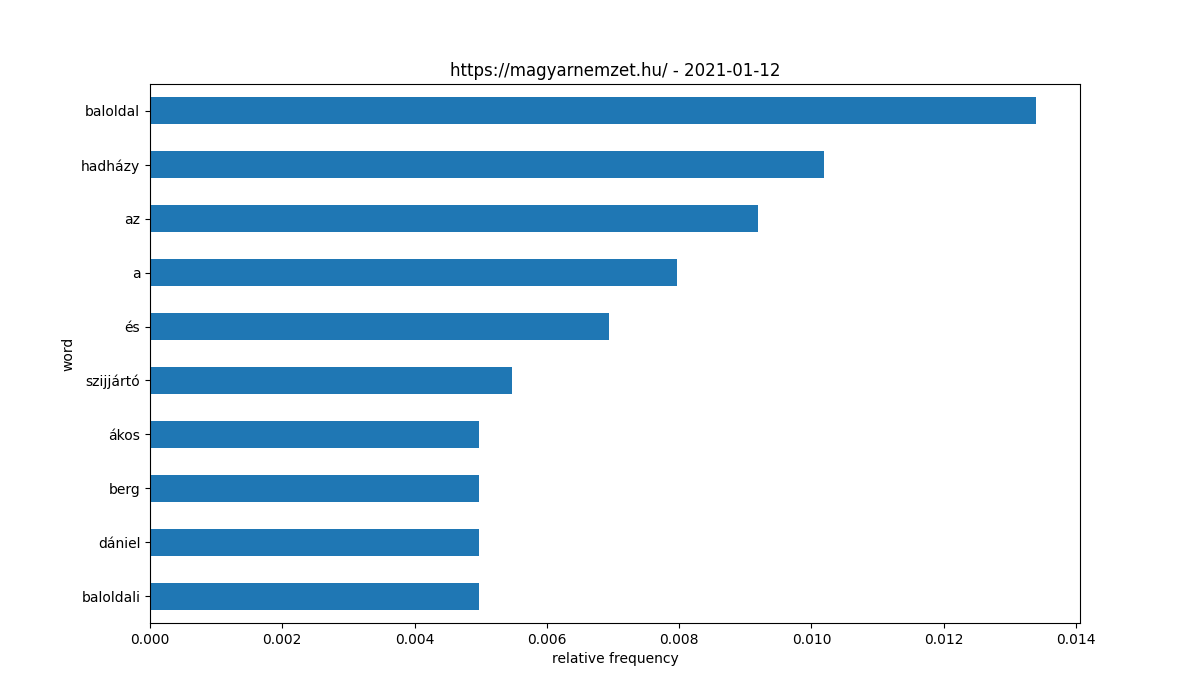 https://magyarnemzet.hu/ - 2021-01-12
baloldal
hadházy
az
a
és
szijjártó
ákos
berg
dániel
baloldali
word
0.000 0.002 0.004 0.006 0.008 0.010 0.012 0.014
relative frequency